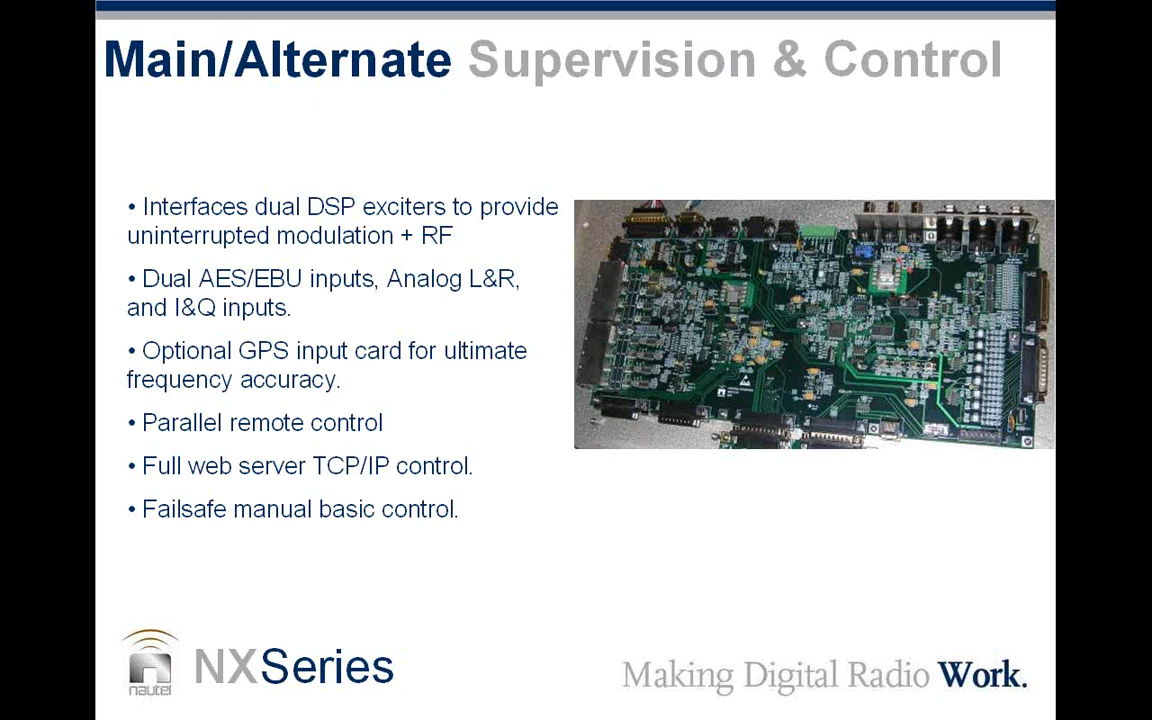 Main/Alternate Supervision & Control
• Interfaces dual DSP exciters to provide
uninterrupted modulation + RF
• Dual AES/EBU inputs, Analog L&R,
and I&Q inputs.
• Optional GPS input card for ultimate
frequency accuracy.
• Parallel remote control
• Full web server TCP/IP control.
• Failsafe manual basic control.
nautel
NXSeries
Making Digital Radio Work.